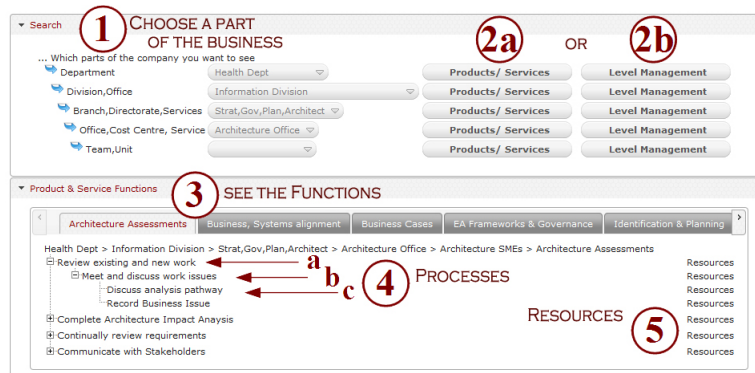 Search
1 CHOOSE A PART
OF THE BUSINESS
2a OR 2b
... Which parts of the company you want to see
Department Health Dept Products/ Services Level Management
Division,Office Information Division Products/ Services Level Management
Branch,Directorate,Services Strat,Gov,Plan,Architect Products/ Services Level Management
Office,Cost Centre, Service Architecture Office Products/ Services Level Management
Team,Unit Products/ Services Level Management
Product & Service Functions 3 SEE THE FUNCTIONS
Architecture Assessments Business, Systems alignment Business Cases EA Frameworks & Governance Identification & Planning
Health Dept > Information Division > Strat,Gov,Plan,Architect > Architecture Office > Architecture SMEs > Architecture Assessments
Review existing and new work a Resources
Meet and discuss work issues b 4 PROCESSES Resources
Discuss analysis pathway c Resources
Record Business Issue Resources
Complete Architecture Impact Anaysis RESOURCES 5 Resources
Continually review requirements Resources
Communicate with Stakeholders Resources